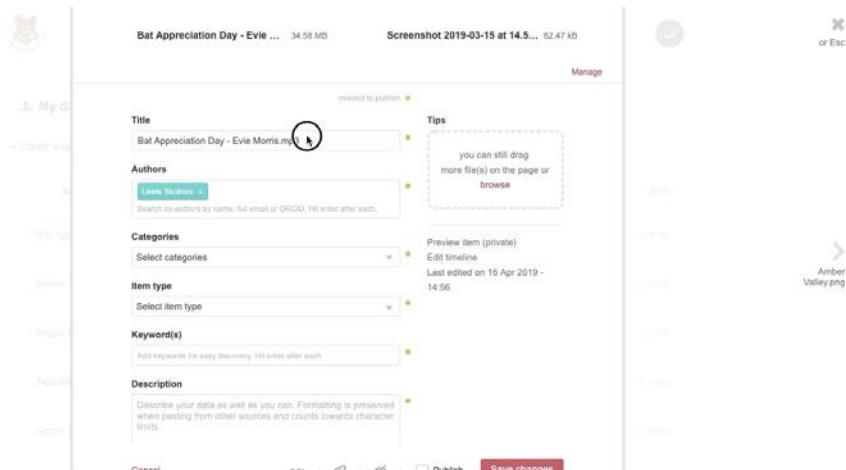 Bat Appreciation Day - Evie ... 34.58 MB
Screenshot 2019-03-15 at 14.5... 62.47 kB
or Esc
Manage
My da
needed to publish
Title
Bat Appreciation Day - Evie Morris.mp3
Authors
Search co-authors by name, full email or ORCID. Hit enter after each.
Categories
Select categories
Item type
Select item type
Keyword(s)
Add keywords for easy discovery. Hit enter after each
Description
Describe your data as well as you can. Formatting is preserved
when pasting from other sources and counts towards character
limits
Cancel
Publish
Save changes
Tips
you can still drag
more file(s) on the page or
browse
Preview item (private)
Edit timeline
Last edited on 16 Apr 2019 -
14:56
Amber
Valley.png